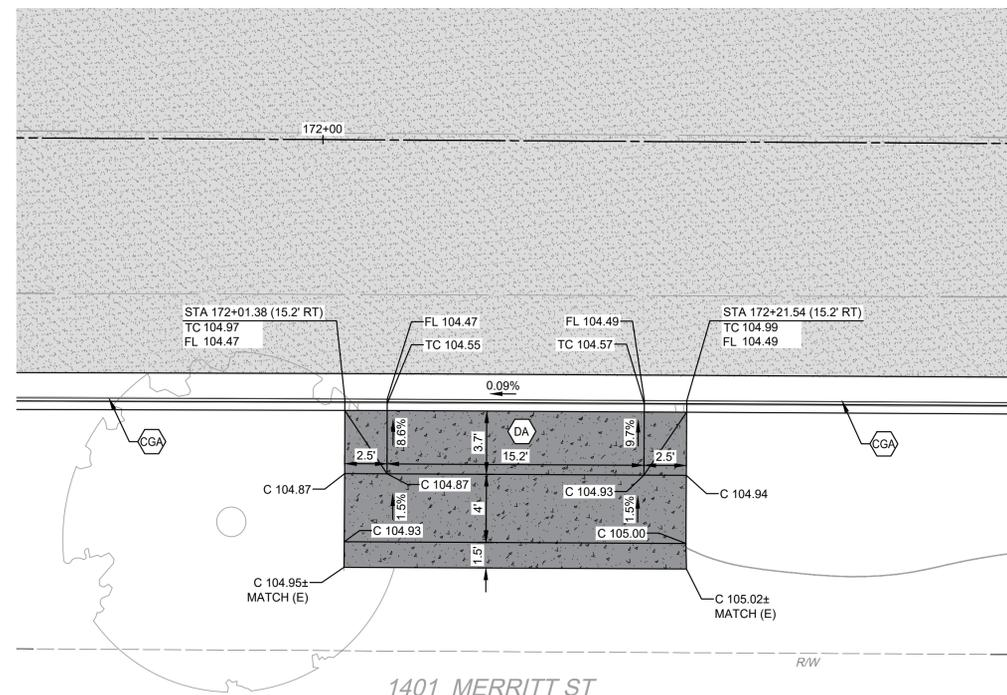 172+00
STA 172+01.38 (15.2' RT)
TC 104.97
FL 104.47
FL 104.47
TC 104.55
FL 104.49
TC 104.57
STA 172+21.54 (15.2' RT)
TC 104.99
FL 104.49
0.09%
CGA
8.6%
3.7'
DA
9.7%
CGA
2.5'
15.2'
2.5'
C 104.87
C 104.87
C 104.93
C 104.94
1.5%
4'
1.5%
C 104.93
C 105.00
1.5'
C 104.95±
MATCH (E)
C 105.02±
MATCH (E)
R/W
1401 MERRITT ST